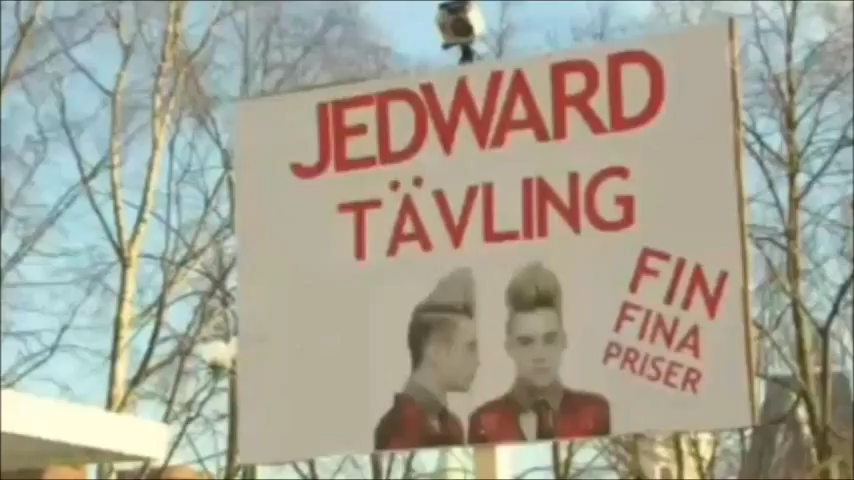 JEDWARD
TÄVLING
FIN
FINA
PRISER